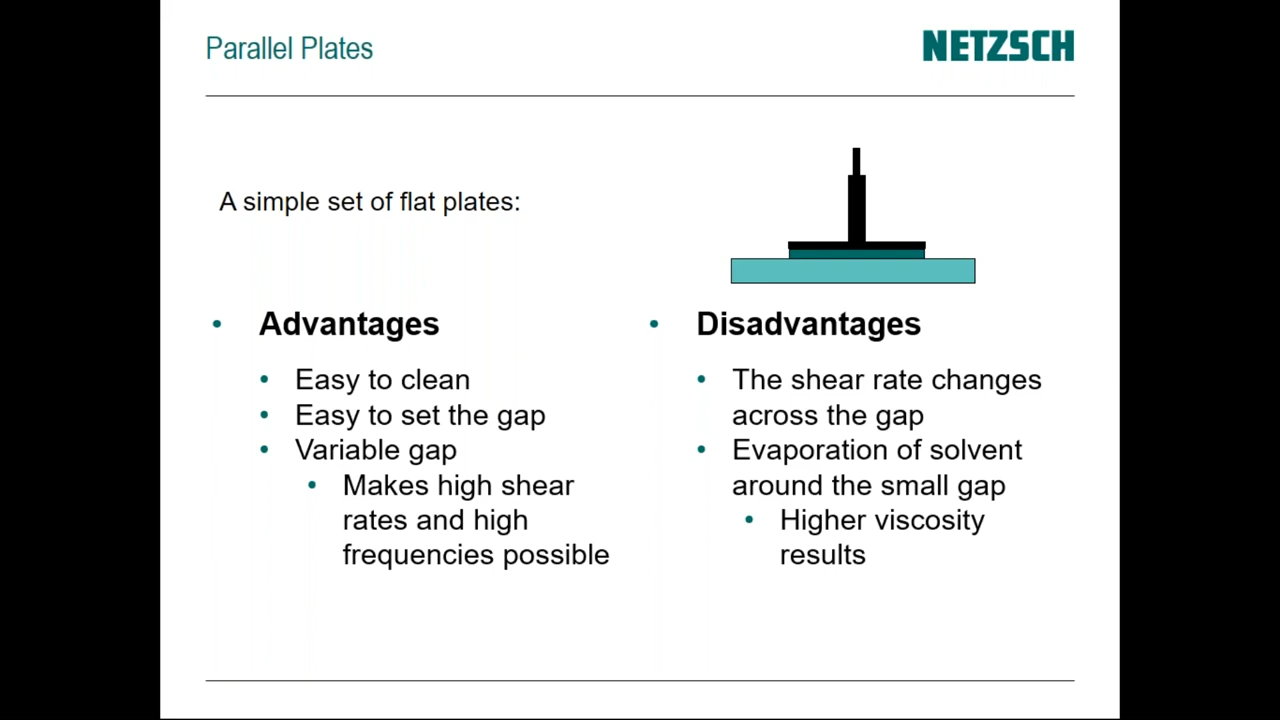 Parallel Plates
NETZSCH
A simple set of flat plates:
• Advantages
• Easy to clean
• Easy to set the gap
• Variable gap
• Makes high shear
rates and high
frequencies possible
• Disadvantages
• The shear rate changes
across the gap
• Evaporation of solvent
around the small gap
• Higher viscosity
results